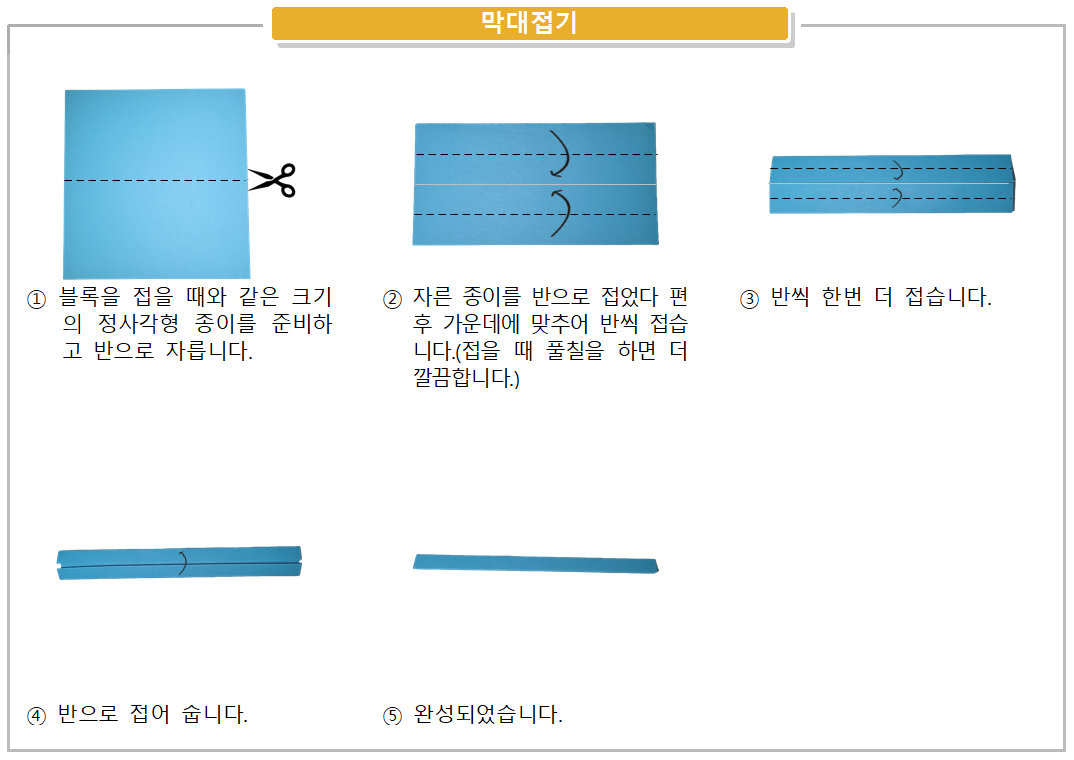 막대접기
① 블록을 접을 때와 같은 크기
의 정사각형 종이를 준비하
고 반으로 자릅니다.
② 자른 종이를 반으로 접었다 편
후 가운데에 맞추어 반씩 접습
니다.(접을 때 풀칠을 하면 더
깔끔합니다.)
③ 반씩 한번 더 접습니다.
④ 반으로 접어 숩니다.
⑤ 완성되었습니다.